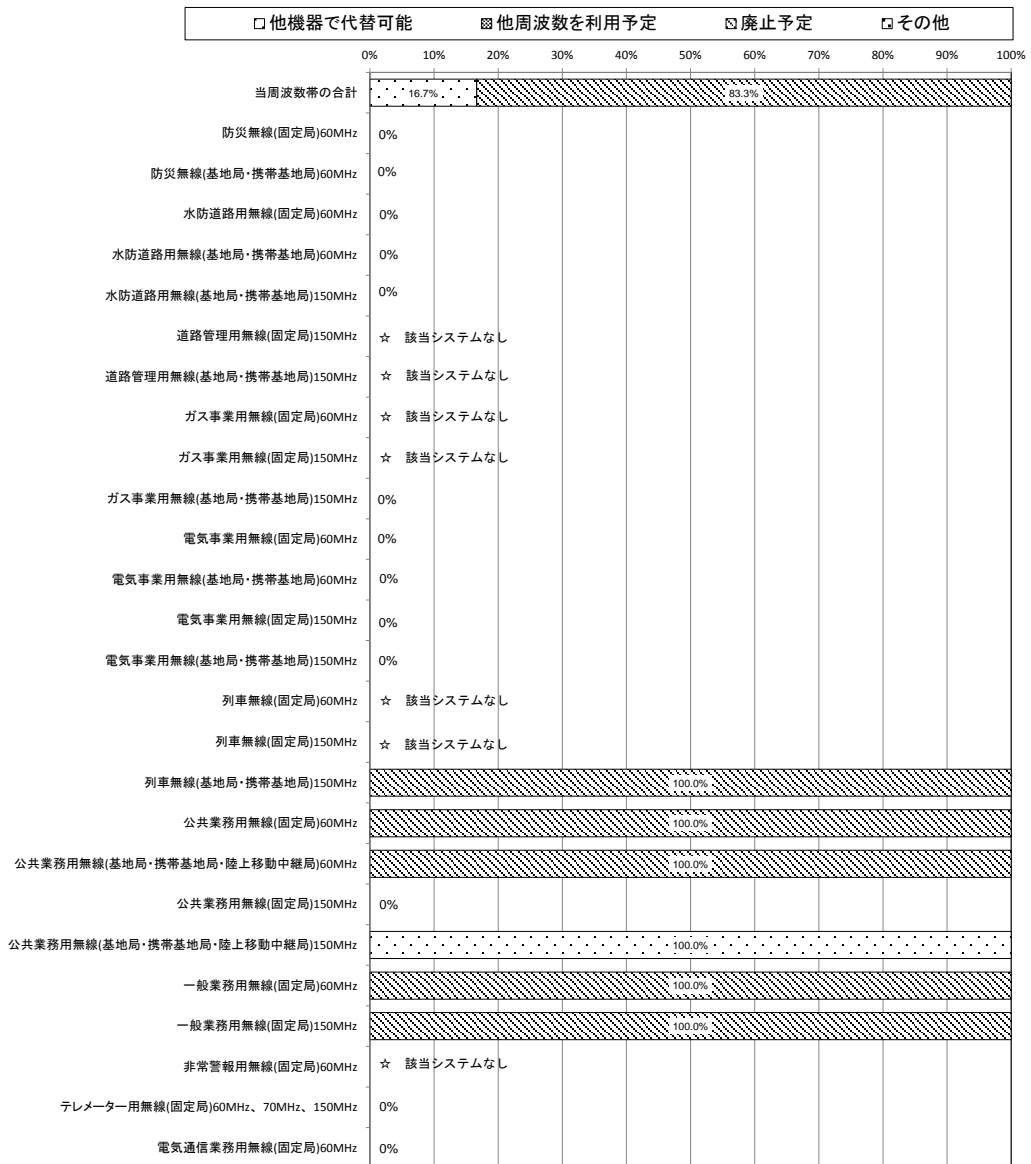 他機器で代替可能 他周波数を利用予定 廃止予定 その他
0% 10% 20% 30% 40% 50% 60% 70% 80% 90% 100%
当周波数帯の合計 16.7% 83.3%
防災無線(固定局)60MHz 0%
防災無線(基地局・携帯基地局)60MHz 0%
水防道路用無線(固定局)60MHz 0%
水防道路用無線(基地局・携帯基地局)60MHz 0%
水防道路用無線(基地局・携帯基地局)150MHz 0%
道路管理用無線(固定局)150MHz ☆ 該当システムなし
道路管理用無線(基地局・携帯基地局)150MHz ☆ 該当システムなし
ガス事業用無線(固定局)60MHz ☆ 該当システムなし
ガス事業用無線(固定局)150MHz ☆ 該当システムなし
ガス事業用無線(基地局・携帯基地局)150MHz 0%
電気事業用無線(固定局)60MHz 0%
電気事業用無線(基地局・携帯基地局)60MHz 0%
電気事業用無線(固定局)150MHz 0%
電気事業用無線(基地局・携帯基地局)150MHz 0%
列車無線(固定局)60MHz ☆ 該当システムなし
列車無線(固定局)150MHz ☆ 該当システムなし
列車無線(基地局・携帯基地局)150MHz 100.0%
公共業務用無線(固定局)60MHz 100.0%
公共業務用無線(基地局・携帯基地局・陸上移動中継局)60MHz 100.0%
公共業務用無線(固定局)150MHz 0%
公共業務用無線(基地局・携帯基地局・陸上移動中継局)150MHz 100.0%
一般業務用無線(固定局)60MHz 100.0%
一般業務用無線(固定局)150MHz 100.0%
非常警報用無線(固定局)60MHz ☆ 該当システムなし
テレメーター用無線(固定局)60MHz、70MHz、150MHz 0%
電気通信業務用無線(固定局)60MHz 0%